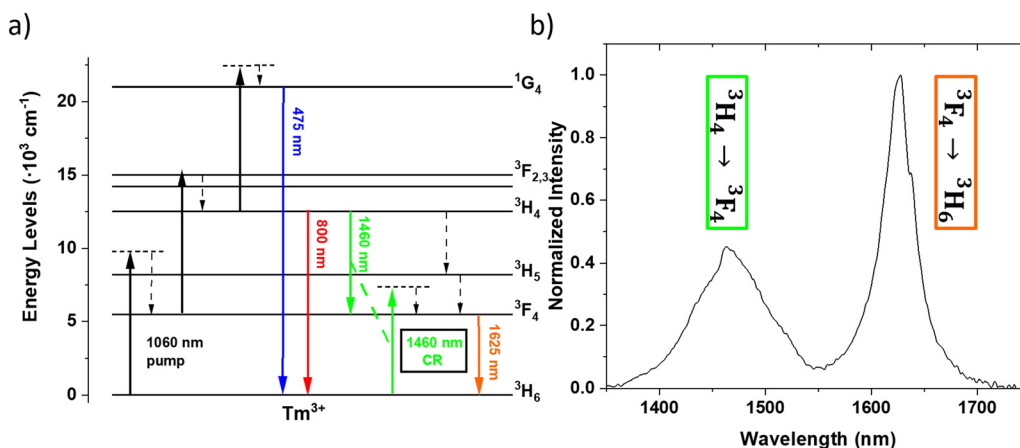 a)
Energy Levels (·10³ cm⁻¹)
20
15
10
5
0
¹G₄
³F₂,₃
³H₄
³H₅
³F₄
³H₆
475 nm
800 nm
1460 nm
1625 nm
1060 nm
pump
1460 nm
CR
Tm³⁺
b)
Normalized Intensity
1.0
0.8
0.6
0.4
0.2
0.0
³H₄ → ³F₄
³F₄ → ³H₆
1400
1500
1600
1700
Wavelength (nm)